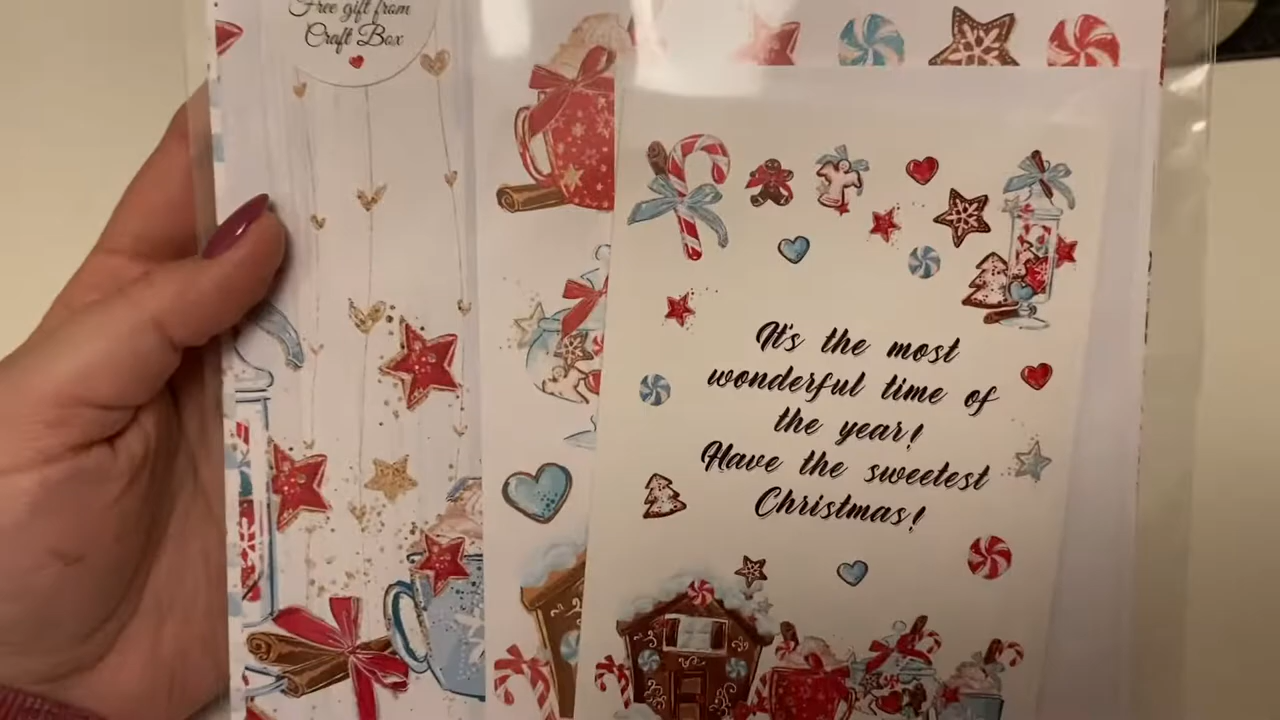 Free gift from
Craft Box
It's the most
wonderful time of
the year!
Have the sweetest
Christmas!